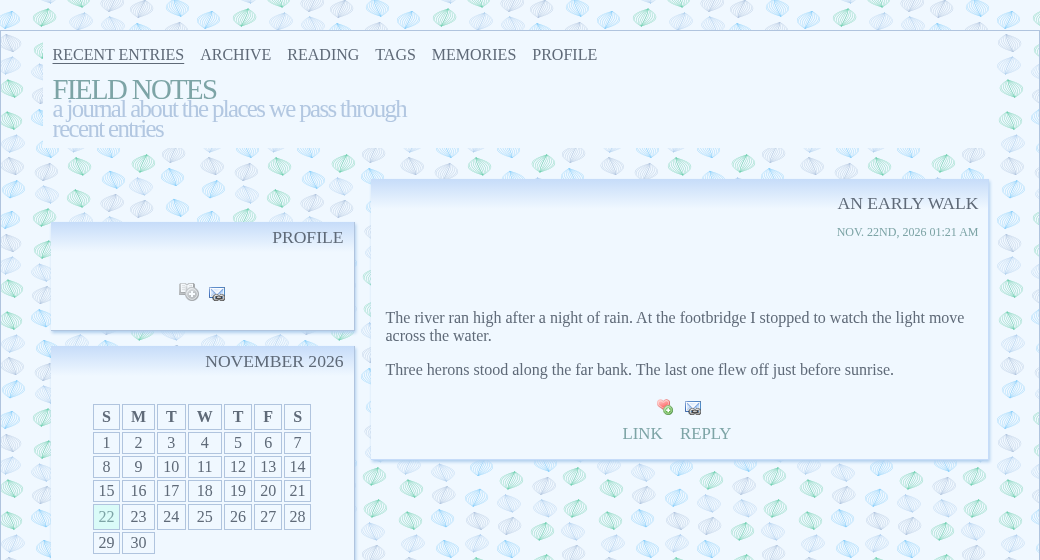 RECENT ENTRIES ARCHIVE READING TAGS MEMORIES PROFILE
FIELD NOTES
a journal about the places we pass through
recent entries
PROFILE
NOVEMBER 2026
S M T W T F S
1 2 3 4 5 6 7
8 9 10 11 12 13 14
15 16 17 18 19 20 21
22 23 24 25 26 27 28
29 30
AN EARLY WALK
NOV. 22ND, 2026 01:21 AM
The river ran high after a night of rain. At the footbridge I stopped to watch the light move
across the water.
Three herons stood along the far bank. The last one flew off just before sunrise.
LINK REPLY